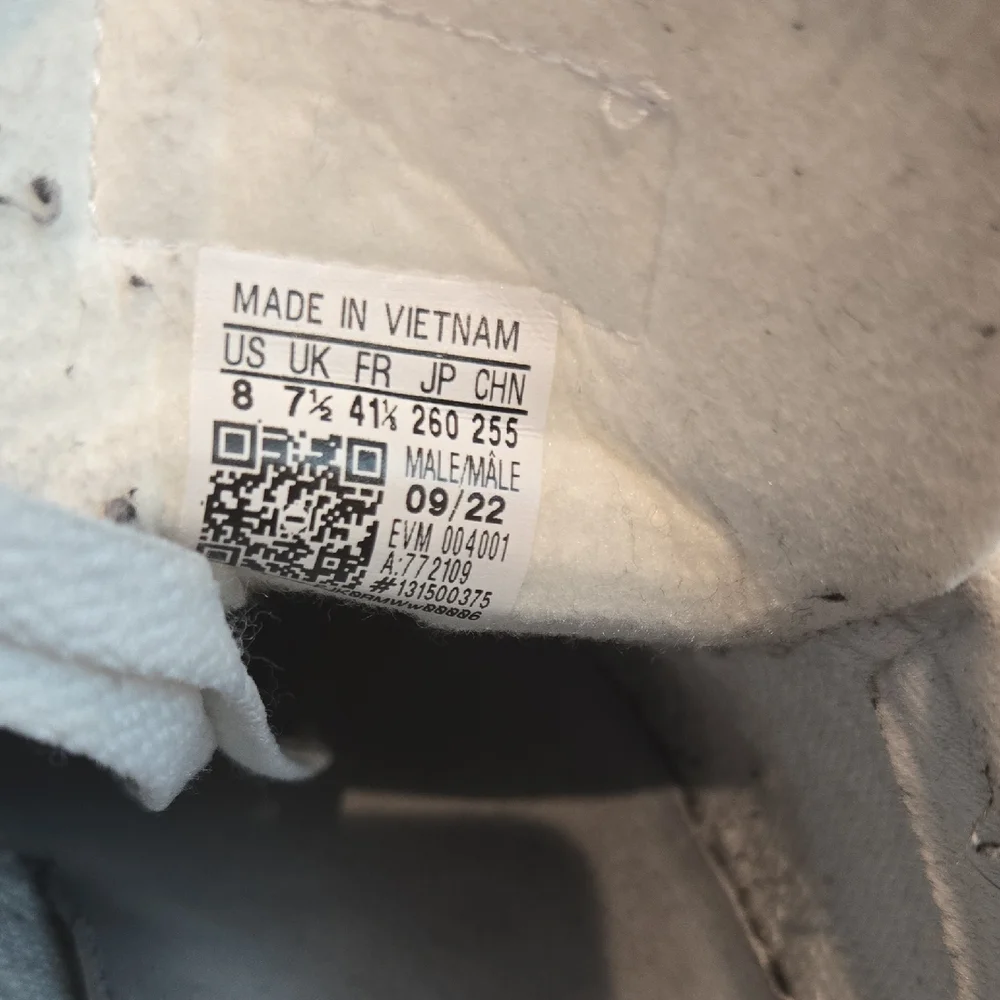 MADE IN VIETNAM
US UK FR JP CHN
8 7½ 41⅓ 260 255
MALE/MÂLE
09/22
EVM 004001
A:772109
#131500375